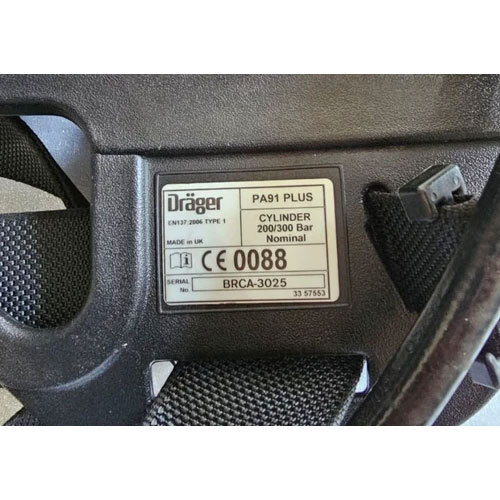 Dräger
PA91 PLUS
EN137:2006 TYPE 1
MADE IN UK
CYLINDER
200/300 Bar
Nominal
CE 0088
SERIAL
No.
BRCA-3025
33 57553